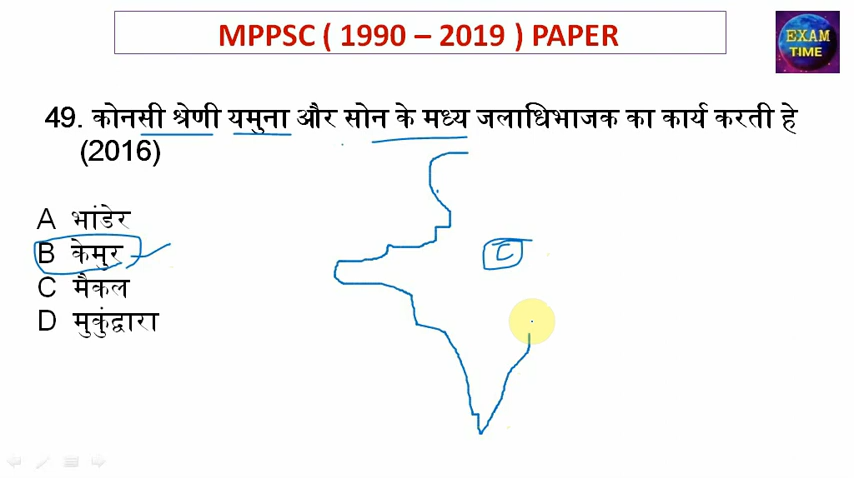 MPPSC ( 1990 – 2019 ) PAPER
EXAM
TIME
49. कोनसी श्रेणी यमुना और सोन के मध्य जलाधिभाजक का कार्य करती हे
(2016)
A भांडेर
B केमुर
C मैकल
D मुकुंद्वारा
C